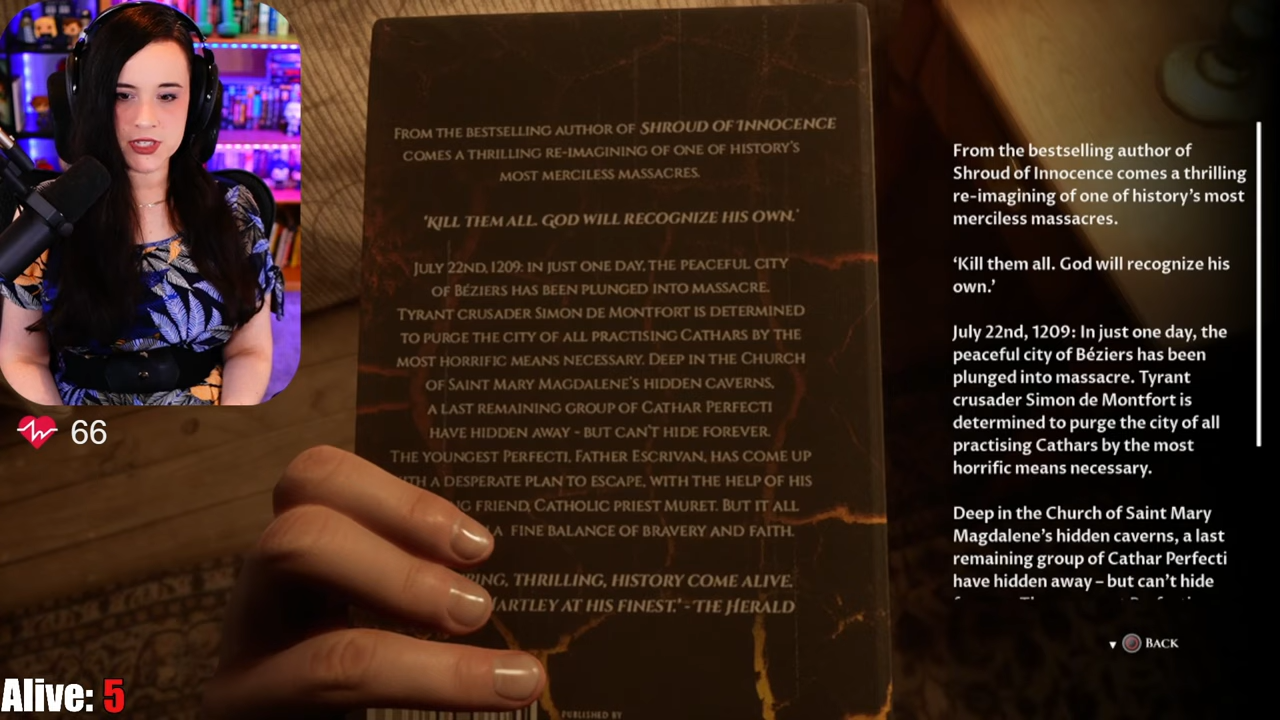 FROM THE BESTSELLING AUTHOR OF SHROUD OF INNOCENCE
COMES A THRILLING RE-IMAGINING OF ONE OF HISTORY'S
MOST MERCILESS MASSACRES.
'KILL THEM ALL. GOD WILL RECOGNIZE HIS OWN.'
JULY 22ND, 1209: IN JUST ONE DAY, THE PEACEFUL CITY
OF BÉZIERS HAS BEEN PLUNGED INTO MASSACRE.
TYRANT CRUSADER SIMON DE MONTFORT IS DETERMINED
TO PURGE THE CITY OF ALL PRACTISING CATHARS BY THE
MOST HORRIFIC MEANS NECESSARY. DEEP IN THE CHURCH
OF SAINT MARY MAGDALENE'S HIDDEN CAVERNS,
A LAST REMAINING GROUP OF CATHAR PERFECTI
HAVE HIDDEN AWAY - BUT CAN'T HIDE FOREVER.
THE YOUNGEST PERFECTI, FATHER ESCRIVAN, HAS COME UP
A DESPERATE PLAN TO ESCAPE, WITH THE HELP OF HIS
FRIEND, CATHOLIC PRIEST MURET. BUT IT ALL
A FINE BALANCE OF BRAVERY AND FAITH.
THRILLING, HISTORY COME ALIVE.
HARTLEY AT HIS FINEST.' - THE HERALD
PUBLISHED BY
From the bestselling author of
Shroud of Innocence comes a thrilling
re-imagining of one of history's most
merciless massacres.
'Kill them all. God will recognize his
own.'
July 22nd, 1209: In just one day, the
peaceful city of Béziers has been
plunged into massacre. Tyrant
crusader Simon de Montfort is
determined to purge the city of all
practising Cathars by the most
horrific means necessary.
Deep in the Church of Saint Mary
Magdalene's hidden caverns, a last
remaining group of Cathar Perfecti
have hidden away – but can't hide
BACK
66
Alive: 5